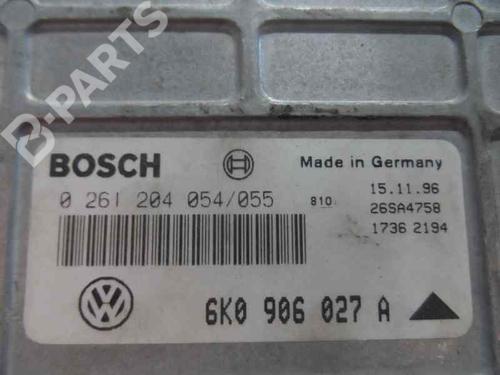 B-PARTS
BOSCH
Made in Germany
0 261 204 054/055
810
15.11.96
26SA4758
1736 2194
VW
6K0 906 027 A